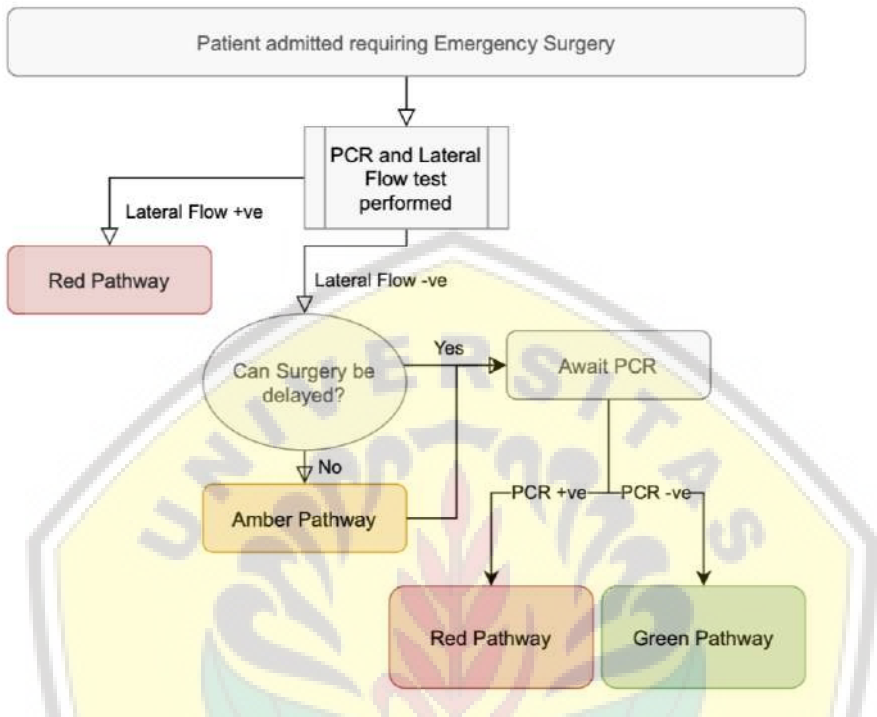 Patient admitted requiring Emergency Surgery
PCR and Lateral
Flow test
performed
Lateral Flow +ve
Red Pathway
Lateral Flow -ve
Can Surgery be
delayed?
Yes
Await PCR
No
Amber Pathway
PCR +ve
PCR -ve
Red Pathway
Green Pathway
UNIVERSITAS